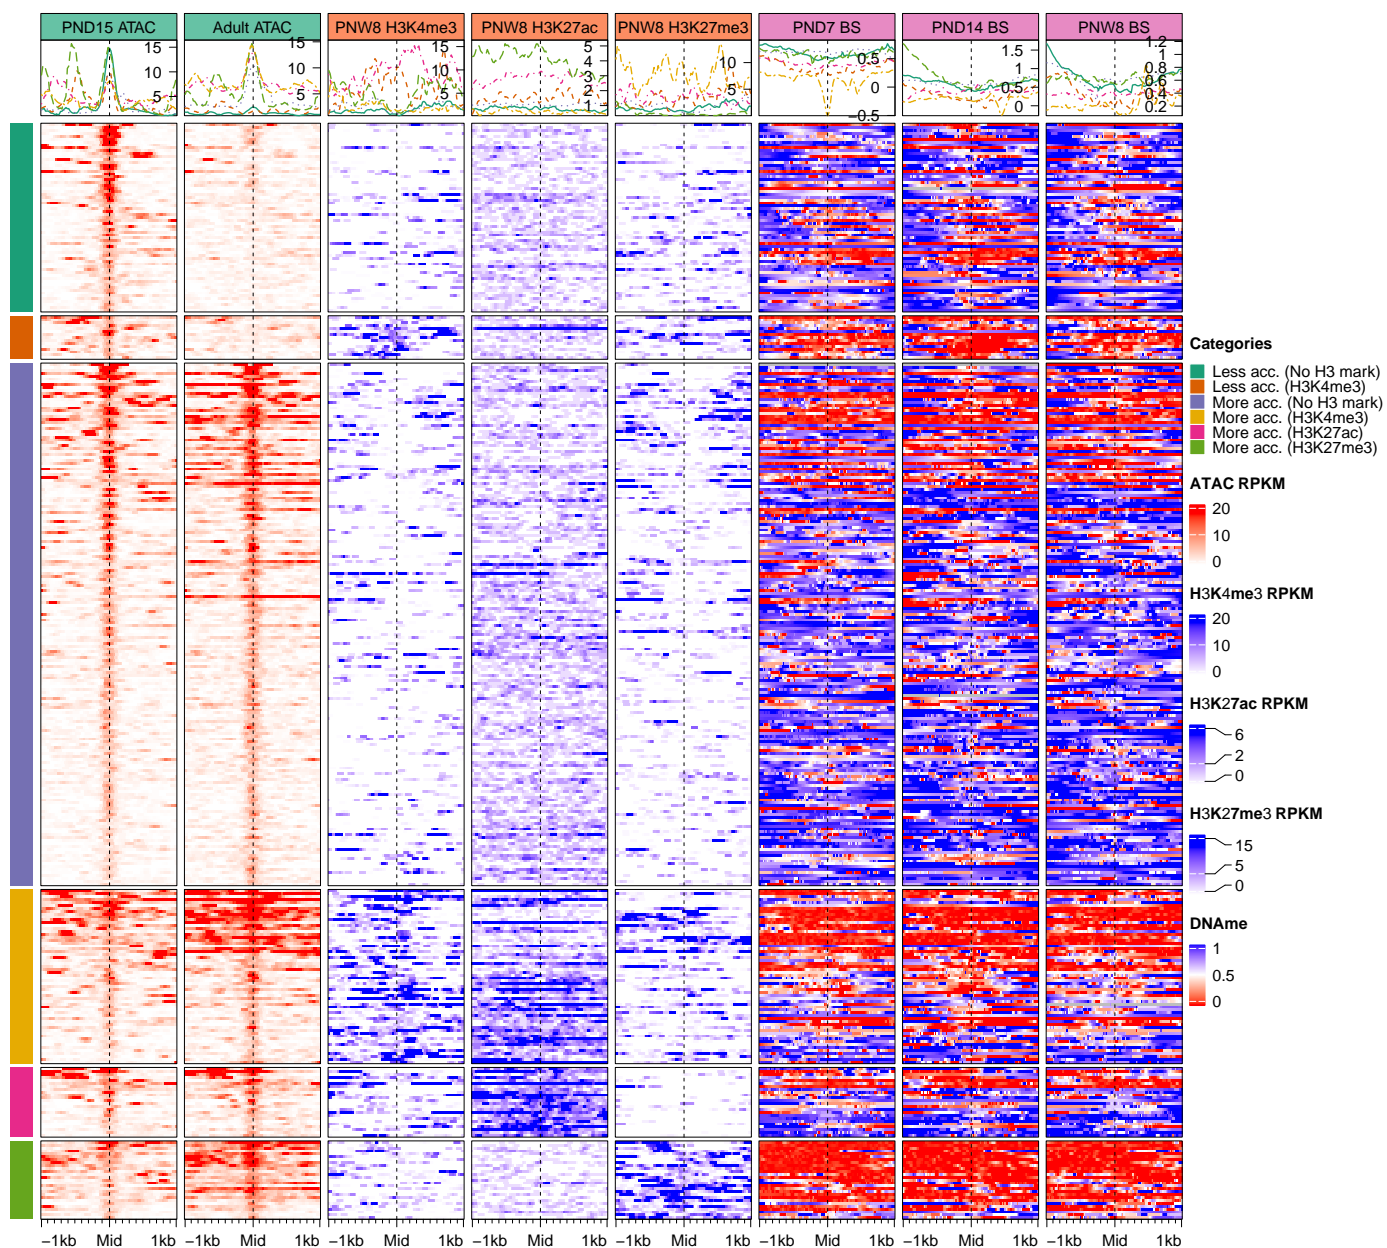 PND15 ATAC
Adult ATAC
PNW8 H3K4me3
PNW8 H3K27ac
PNW8 H3K27me3
PND7 BS
PND14 BS
PNW8 BS
15
10
5
15
10
5
15
10
5
5
4
3
2
1
10
5
0.5
0
−0.5
1.5
1
0.5
0
1.2
0.8
0.6
0.4
0.2
Categories
Less acc. (No H3 mark)
Less acc. (H3K4me3)
More acc. (No H3 mark)
More acc. (H3K4me3)
More acc. (H3K27ac)
More acc. (H3K27me3)
ATAC RPKM
20
10
0
H3K4me3 RPKM
20
10
0
H3K27ac RPKM
6
2
0
H3K27me3 RPKM
15
5
0
DNAme
1
0.5
0
−1kb Mid 1kb
−1kb Mid 1kb
−1kb Mid 1kb
−1kb Mid 1kb
−1kb Mid 1kb
−1kb Mid 1kb
−1kb Mid 1kb
−1kb Mid 1kb